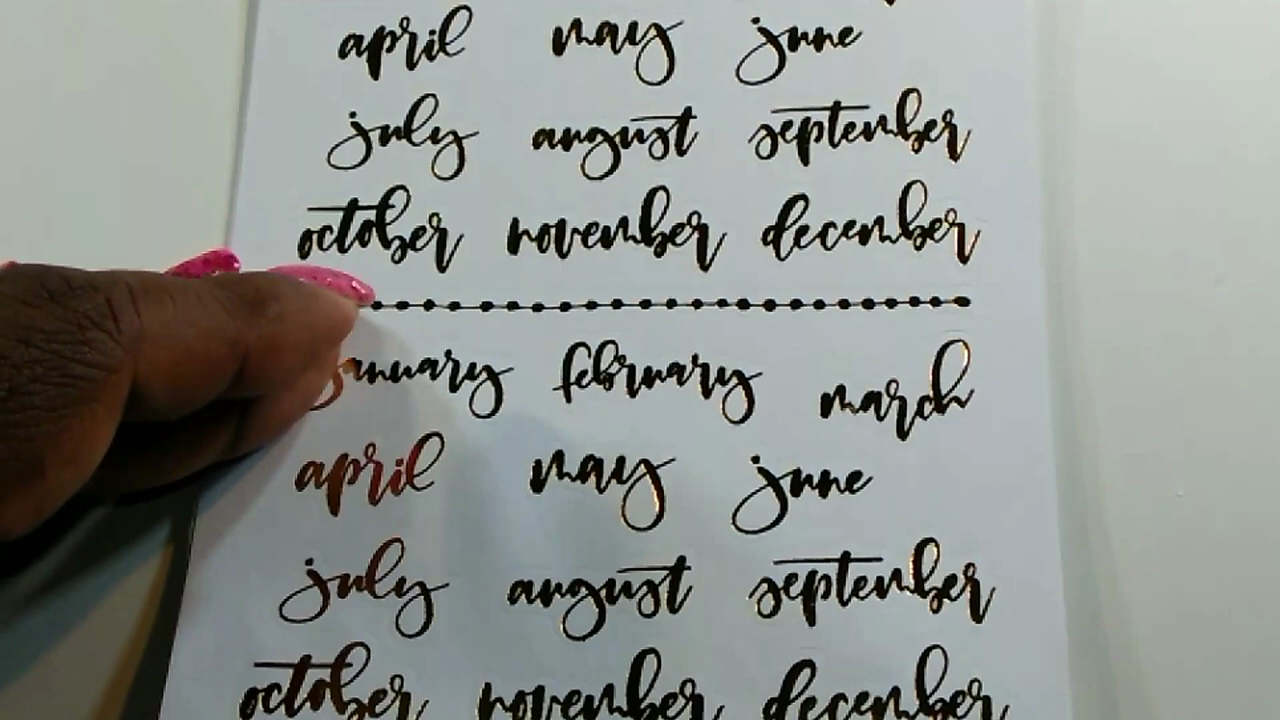 april may june
july august september
october november december
january february march
april may june
july august september
october november december